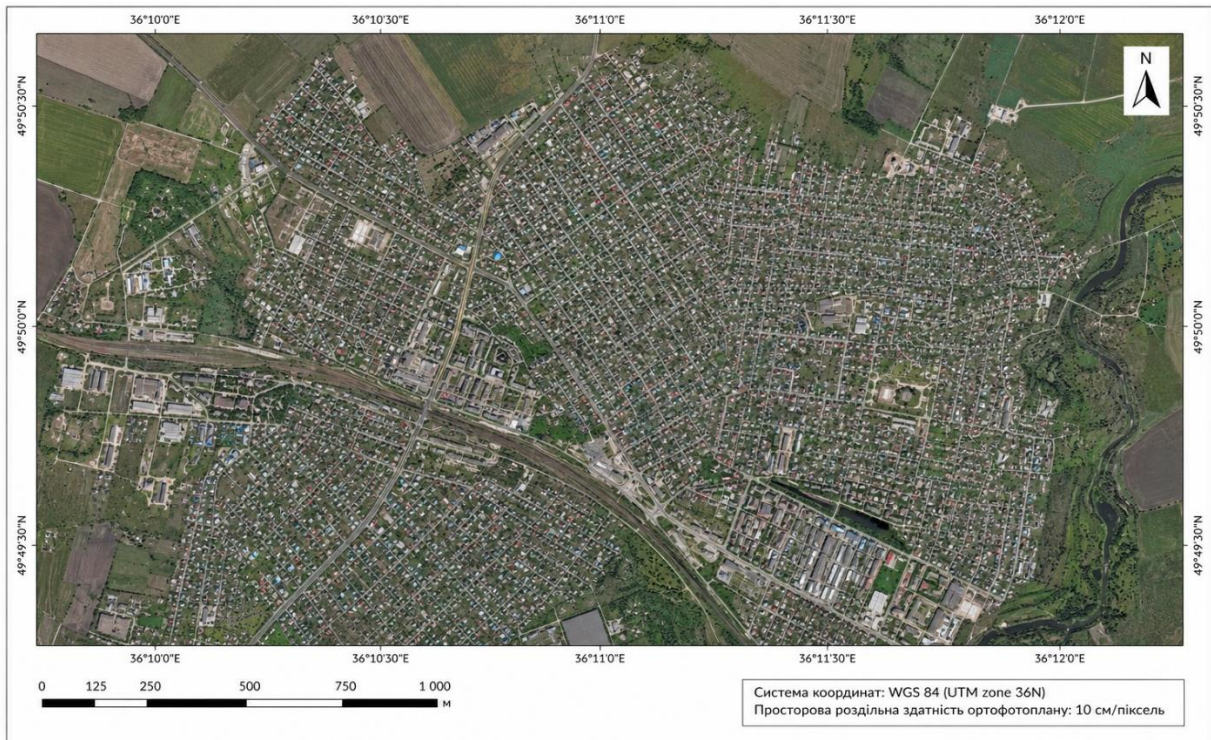 36°10'0"E 36°10'30"E 36°11'0"E 36°11'30"E 36°12'0"E
N
49°50'30"N 49°50'30"N
49°50'0"N 49°50'0"N
49°49'30"N 49°49'30"N
36°10'0"E 36°10'30"E 36°11'0"E 36°11'30"E 36°12'0"E
0 125 250 500 750 1 000
м
Система координат: WGS 84 (UTM zone 36N)
Просторова роздільна здатність ортофотоплану: 10 см/піксель